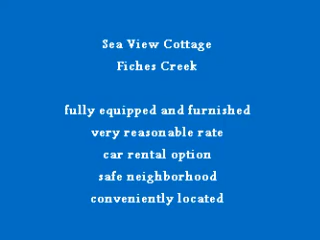 Sea View Cottage
Fiches Creek
fully equipped and furnished
very reasonable rate
car rental option
safe neighborhood
conveniently located